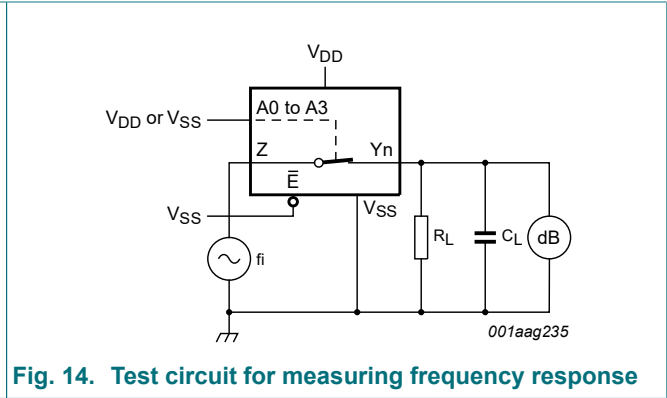 VDD
VDD or VSS
A0 to A3
Z
Yn
E̅
VSS
VSS
RL
CL
dB
fi
001aag235
Fig. 14. Test circuit for measuring frequency response